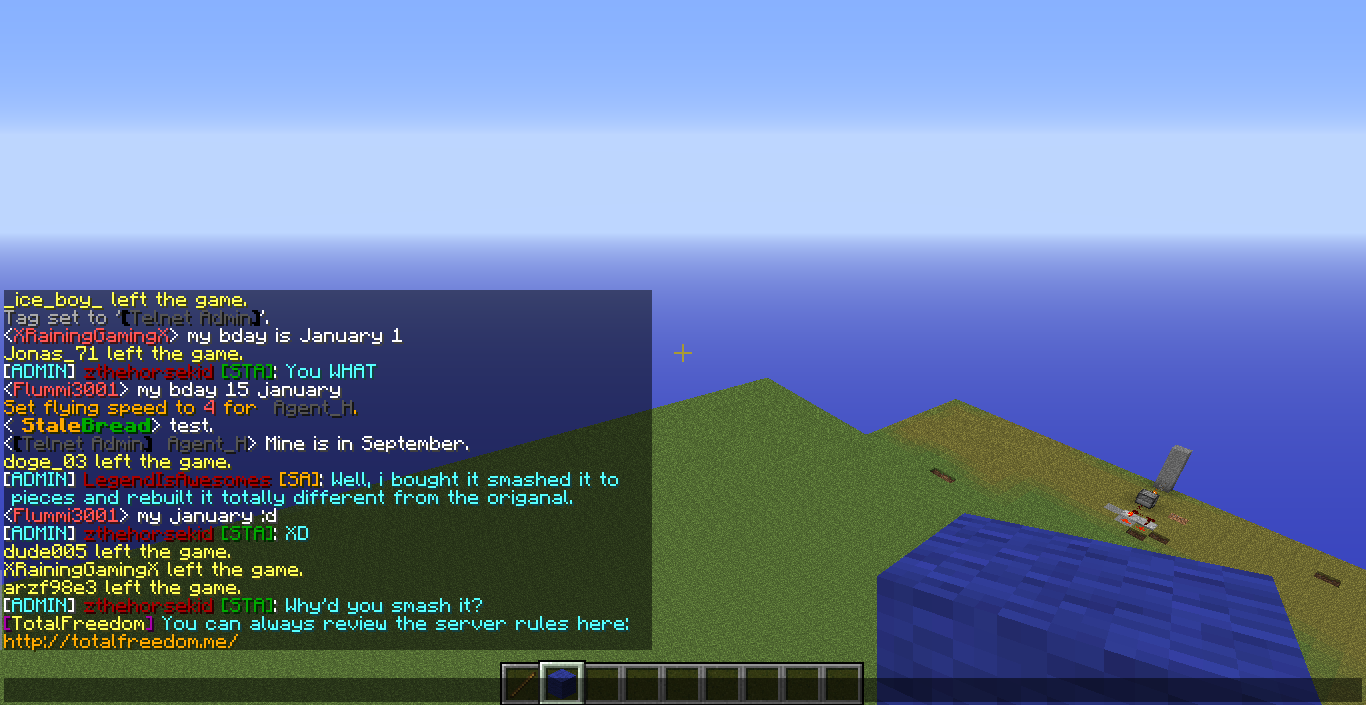 _ice_boy_ left the game.
Tag set to '[Telnet Admin]'.
<XRainingGamingX> my bday is January 1
Jonas_71 left the game.
[ADMIN] zthehorsekid [STA]: You WHAT
<Flummi3001> my bday 15 january
Set flying speed to 4 for Agent_H.
< StaleBread> test.
<[Telnet Admin] Agent_H> Mine is in September.
doge_03 left the game.
[ADMIN] LegendIsAwesomes [SA]: Well, i bought it smashed it to
pieces and rebuilt it totally different from the origanal.
<Flummi3001> my january :d
[ADMIN] zthehorsekid [STA]: XD
dude005 left the game.
XRainingGamingX left the game.
arzf98e3 left the game.
[ADMIN] zthehorsekid [STA]: Why'd you smash it?
[TotalFreedom] You can always review the server rules here:
http://totalfreedom.me/